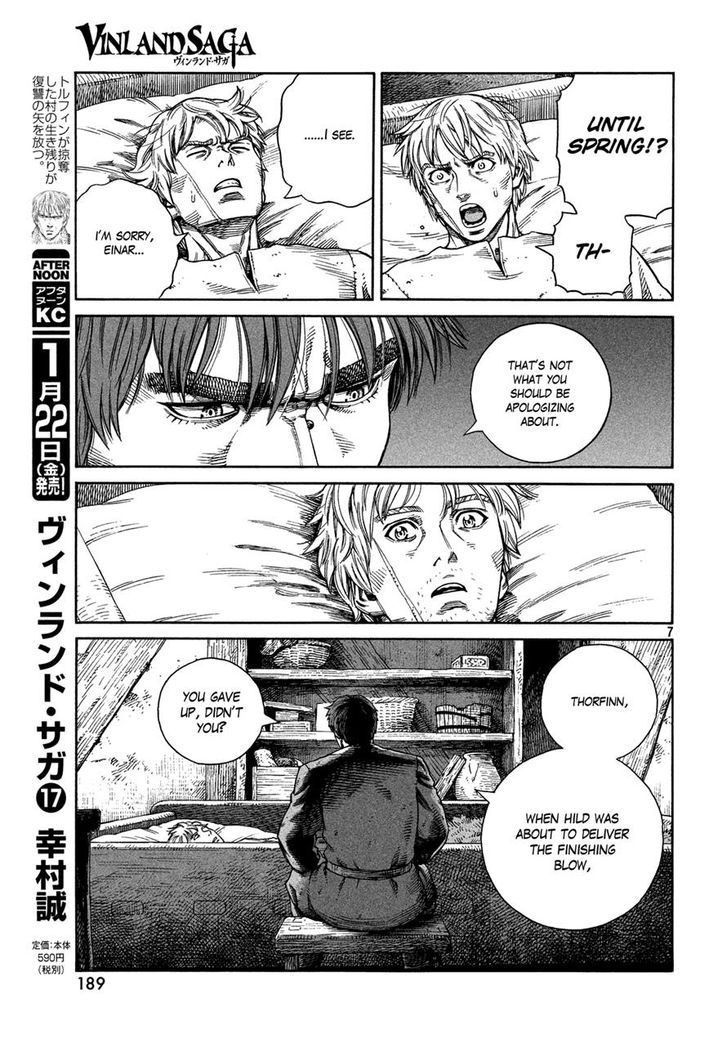 VINLAND SAGA
ヴィンランド・サガ
UNTIL
SPRING!?
TH-
......I SEE.
I'M SORRY,
EINAR...
THAT'S NOT
WHAT YOU
SHOULD BE
APOLOGIZING
ABOUT.
7
THORFINN,
WHEN HILD WAS
ABOUT TO DELIVER
THE FINISHING
BLOW,
YOU GAVE
UP, DIDN'T
YOU?
トルフィンが掠奪
した村の生き残りが
復讐の矢を放つ。
AFTER
NOON
アフタ
ヌーン
KC
1月22日(金)発売!
ヴィンランド・サガ⑰
幸村誠
定価:本体
590円
(税別)
189